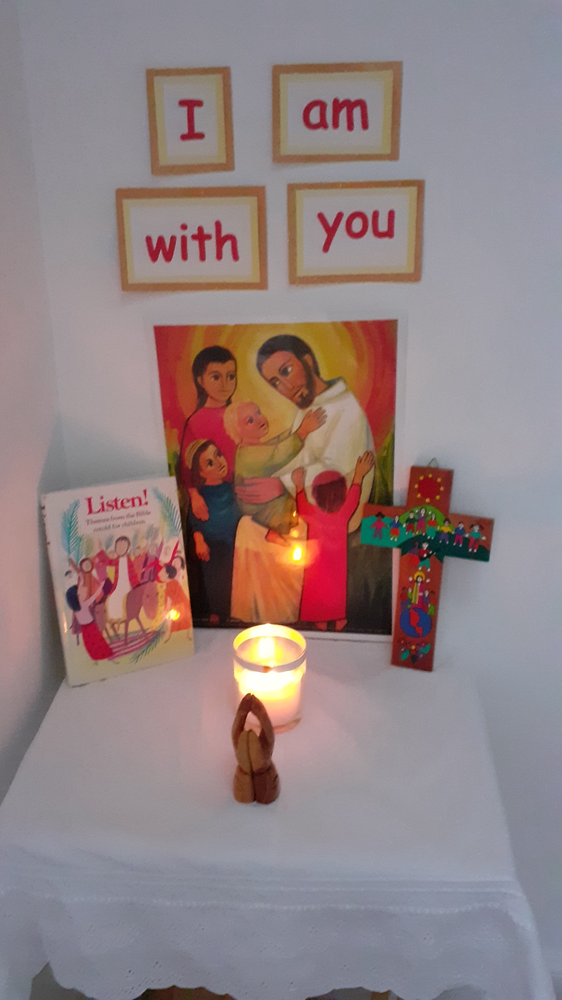 I am
with you
Listen!
Themes from the Bible
retold for children